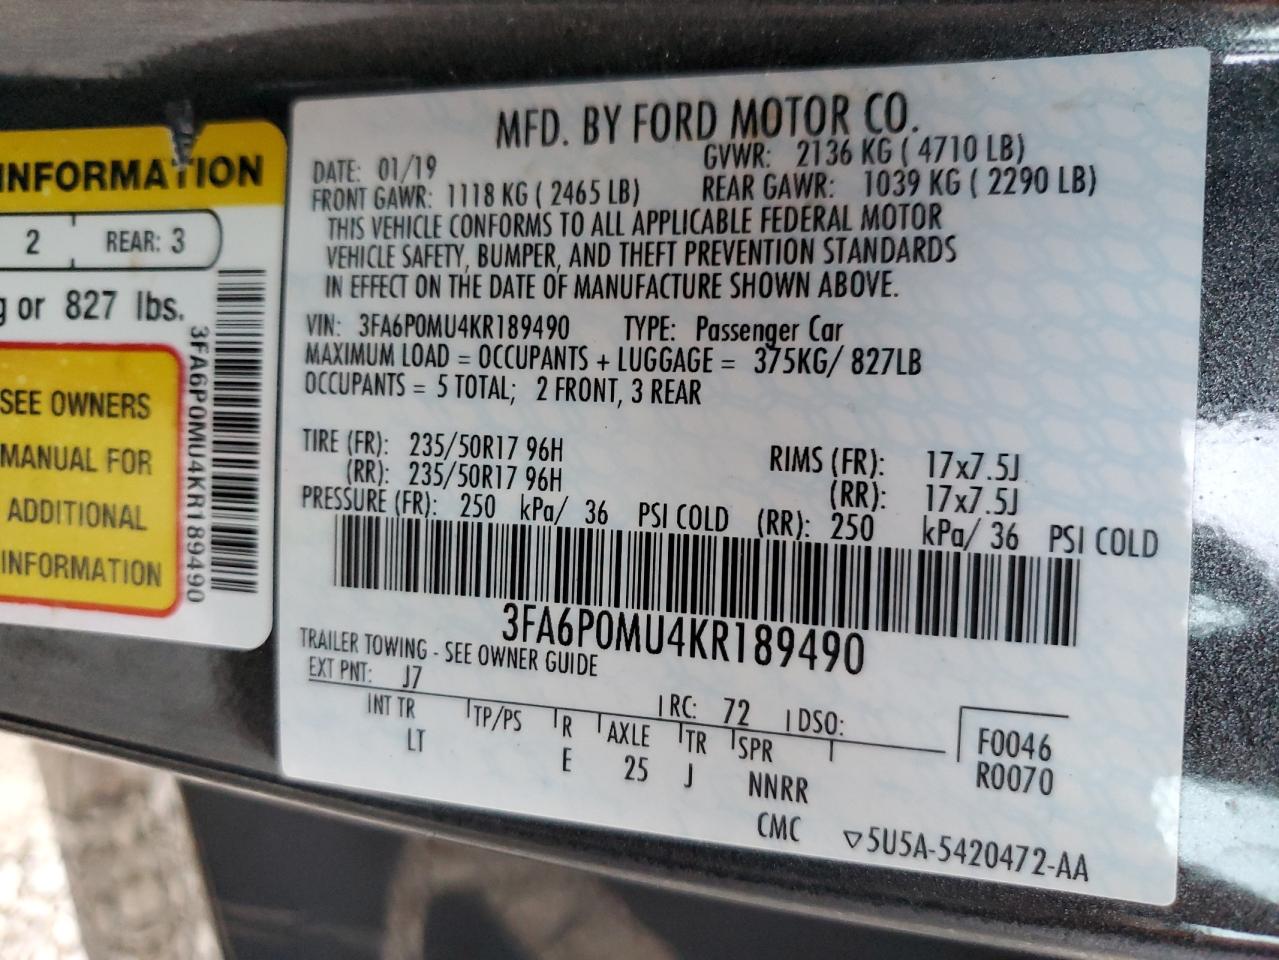 INFORMATION
2 REAR: 3
g or 827 lbs.
SEE OWNERS
MANUAL FOR
ADDITIONAL
INFORMATION
3FA6P0MU4KR189490
MFD. BY FORD MOTOR CO.
DATE: 01/19 GVWR: 2136 KG ( 4710 LB)
FRONT GAWR: 1118 KG ( 2465 LB) REAR GAWR: 1039 KG ( 2290 LB)
THIS VEHICLE CONFORMS TO ALL APPLICABLE FEDERAL MOTOR
VEHICLE SAFETY, BUMPER, AND THEFT PREVENTION STANDARDS
IN EFFECT ON THE DATE OF MANUFACTURE SHOWN ABOVE.
VIN: 3FA6P0MU4KR189490 TYPE: Passenger Car
MAXIMUM LOAD = OCCUPANTS + LUGGAGE = 375KG/ 827LB
OCCUPANTS = 5 TOTAL; 2 FRONT, 3 REAR
TIRE (FR): 235/50R17 96H RIMS (FR): 17x7.5J
(RR): 235/50R17 96H (RR): 17x7.5J
PRESSURE (FR): 250 kPa/ 36 PSI COLD (RR): 250 kPa/ 36 PSI COLD
3FA6P0MU4KR189490
TRAILER TOWING - SEE OWNER GUIDE
EXT PNT: J7 RC: 72 DSO:
INT TR TP/PS R AXLE TR SPR F0046
LT E 25 J NNRR R0070
CMC ▽5U5A-5420472-AA